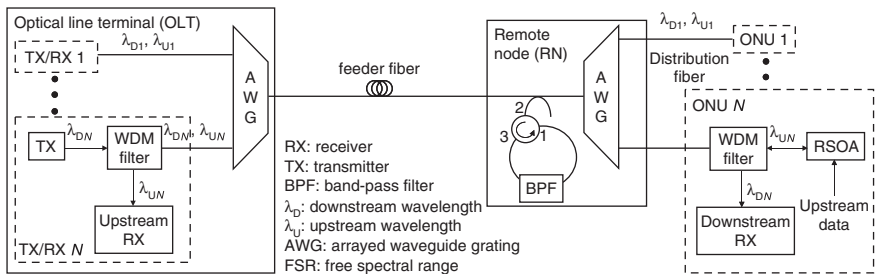 Optical line terminal (OLT)
TX/RX 1
λD1, λU1
AWG
TX
λDN
WDM
filter
λDN, λUN
λUN
Upstream
RX
TX/RX N
feeder fiber
RX: receiver
TX: transmitter
BPF: band-pass filter
λD: downstream wavelength
λU: upstream wavelength
AWG: arrayed waveguide grating
FSR: free spectral range
Remote
node (RN)
2
3
1
BPF
AWG
λD1, λU1
ONU 1
Distribution
fiber
ONU N
WDM
filter
λUN
RSOA
λDN
Downstream
RX
Upstream
data